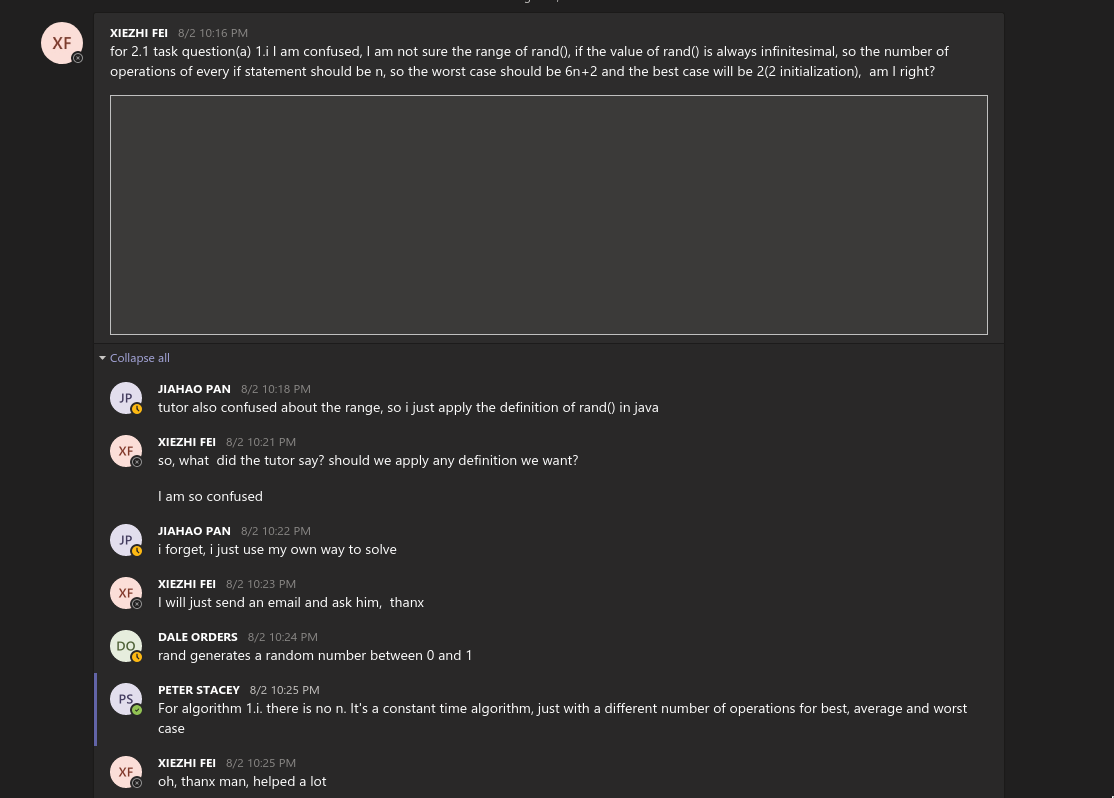 XF
XIEZHI FEI 8/2 10:16 PM
for 2.1 task question(a) 1.i I am confused, I am not sure the range of rand(), if the value of rand() is always infinitesimal, so the number of
operations of every if statement should be n, so the worst case should be 6n+2 and the best case will be 2(2 initialization),  am I right?
Collapse all
JP
JIAHAO PAN 8/2 10:18 PM
tutor also confused about the range, so i just apply the definition of rand() in java
XF
XIEZHI FEI 8/2 10:21 PM
so, what  did the tutor say? should we apply any definition we want?
I am so confused
JP
JIAHAO PAN 8/2 10:22 PM
i forget, i just use my own way to solve
XF
XIEZHI FEI 8/2 10:23 PM
I will just send an email and ask him,  thanx
DO
DALE ORDERS 8/2 10:24 PM
rand generates a random number between 0 and 1
PS
PETER STACEY 8/2 10:25 PM
For algorithm 1.i. there is no n. It's a constant time algorithm, just with a different number of operations for best, average and worst
case
XF
XIEZHI FEI 8/2 10:25 PM
oh, thanx man, helped a lot